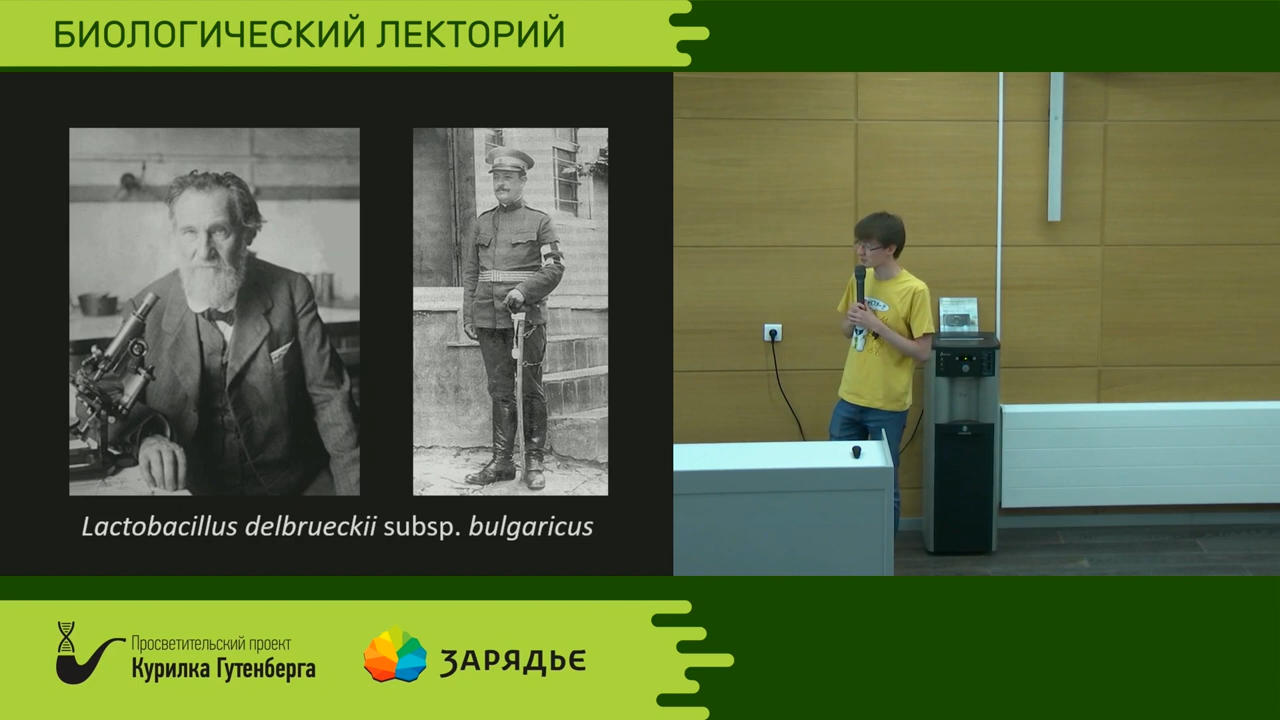 БИОЛОГИЧЕСКИЙ ЛЕКТОРИЙ
Lactobacillus delbrueckii subsp. bulgaricus
Просветительский проект
Курилка Гутенберга
ЗАРЯДЬЕ